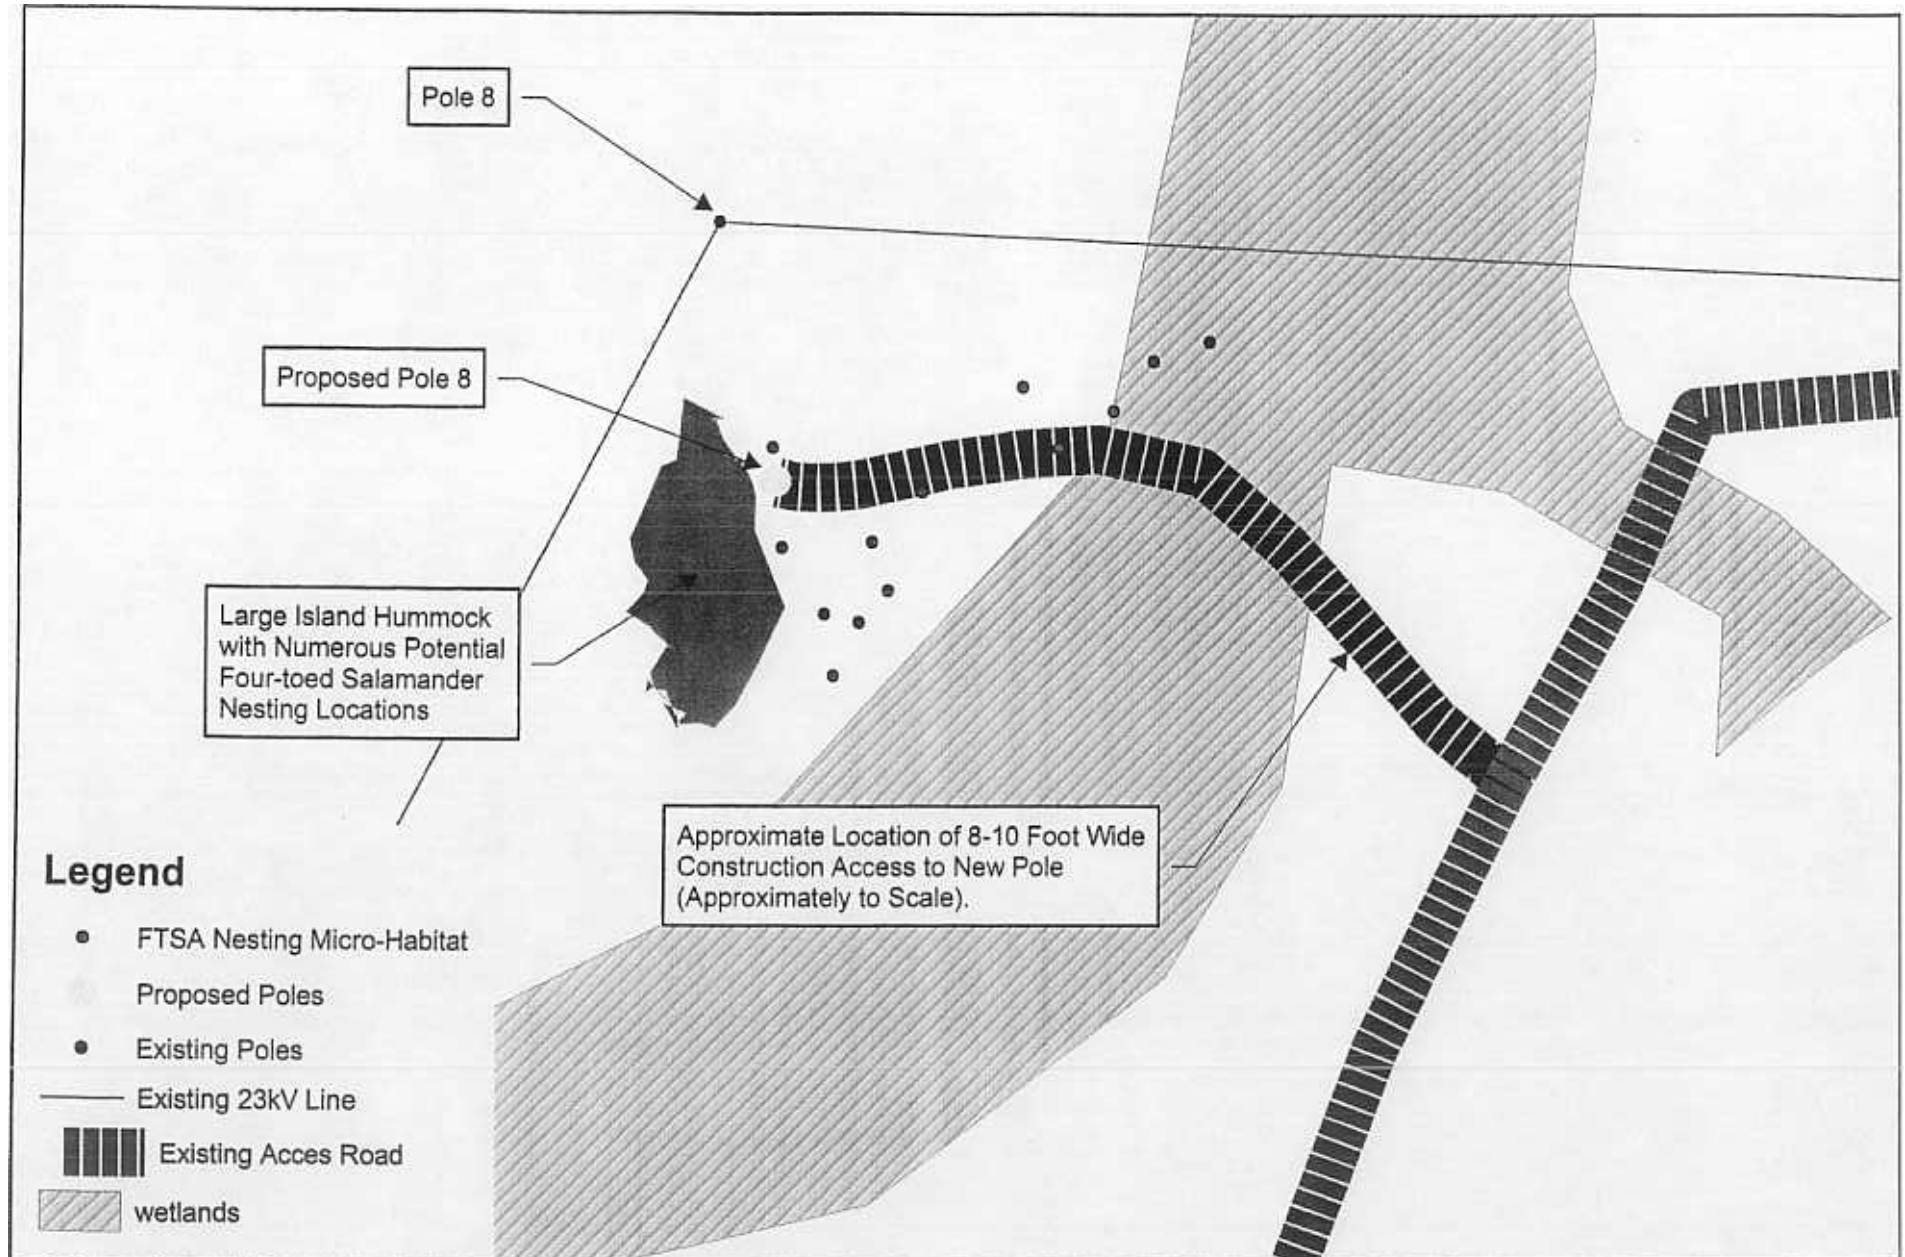 Pole 8
Proposed Pole 8
Large Island Hummock
with Numerous Potential
Four-toed Salamander
Nesting Locations
Approximate Location of 8-10 Foot Wide
Construction Access to New Pole
(Approximately to Scale).
Legend
FTSA Nesting Micro-Habitat
Proposed Poles
Existing Poles
Existing 23kV Line
Existing Acces Road
wetlands